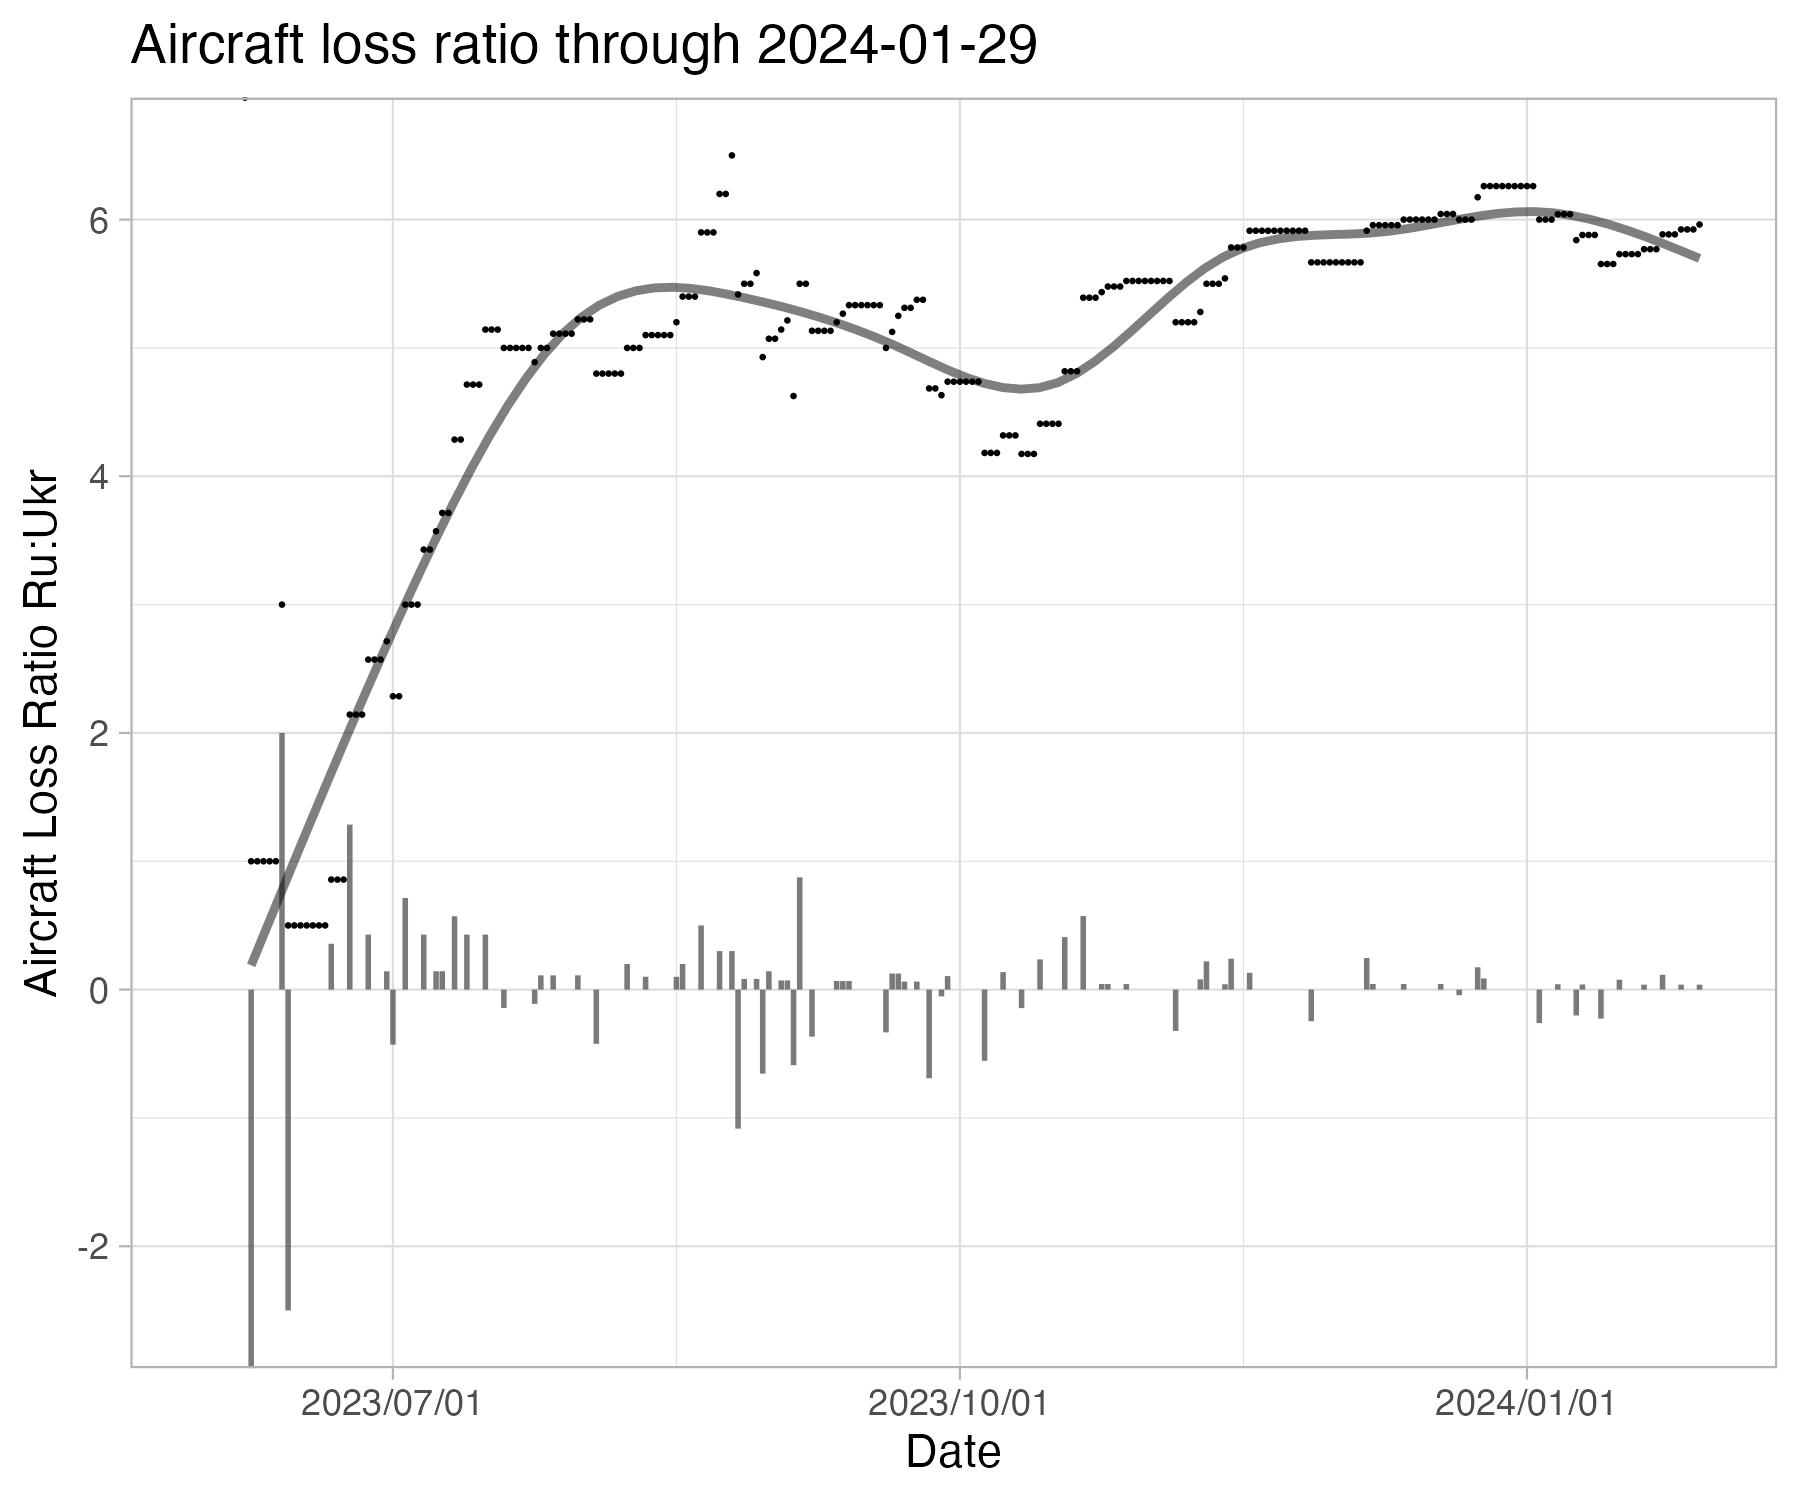 Aircraft loss ratio through 2024-01-29
Aircraft Loss Ratio Ru:Ukr
6
4
2
0
-2
2023/07/01
2023/10/01
2024/01/01
Date